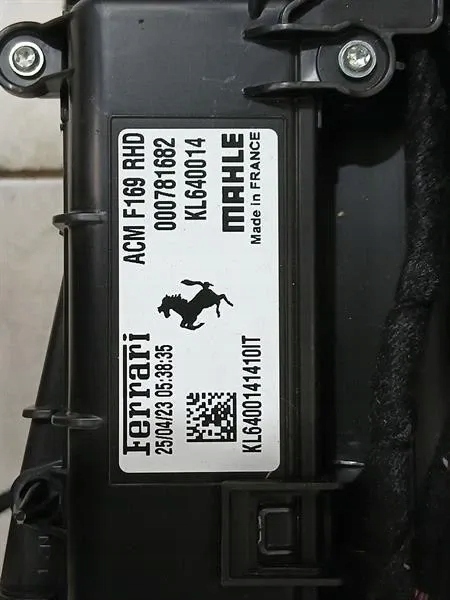 Ferrari
25/04/23 05:38:35
ACM F169 RHD
000781682
KL640014
MAHLE
Made in FRANCE
KL6400141410IT